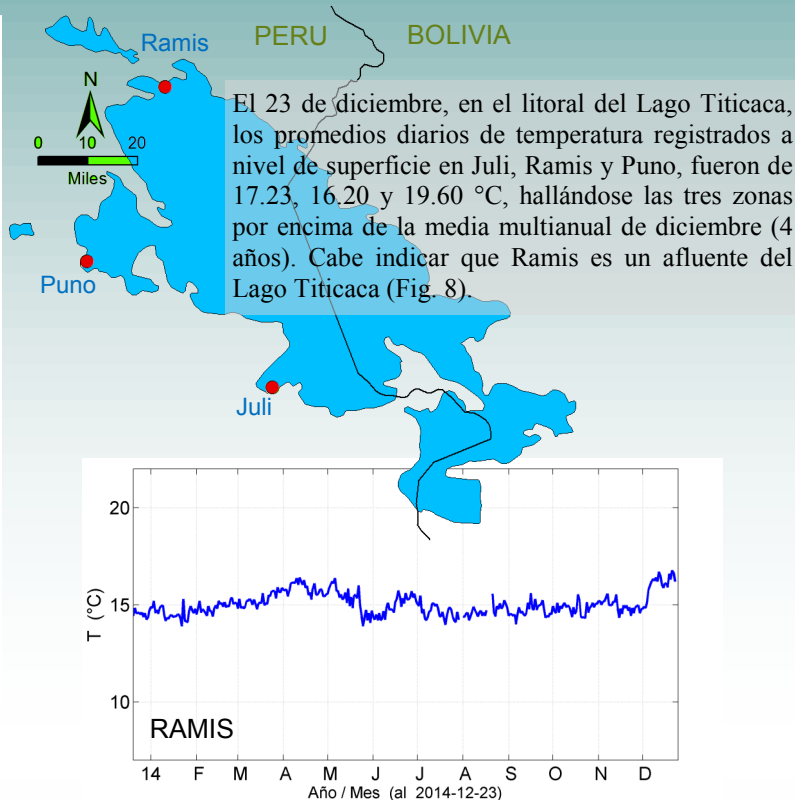 PERU BOLIVIA
Ramis
N
0 10 20
Miles
El 23 de diciembre, en el litoral del Lago Titicaca,
los promedios diarios de temperatura registrados a
nivel de superficie en Juli, Ramis y Puno, fueron de
17.23, 16.20 y 19.60 °C, hallándose las tres zonas
por encima de la media multianual de diciembre (4
años). Cabe indicar que Ramis es un afluente del
Lago Titicaca (Fig. 8).
Puno
Juli
20
15
10
T (°C)
RAMIS
14 F M A M J J A S O N D
Año / Mes (al 2014-12-23)